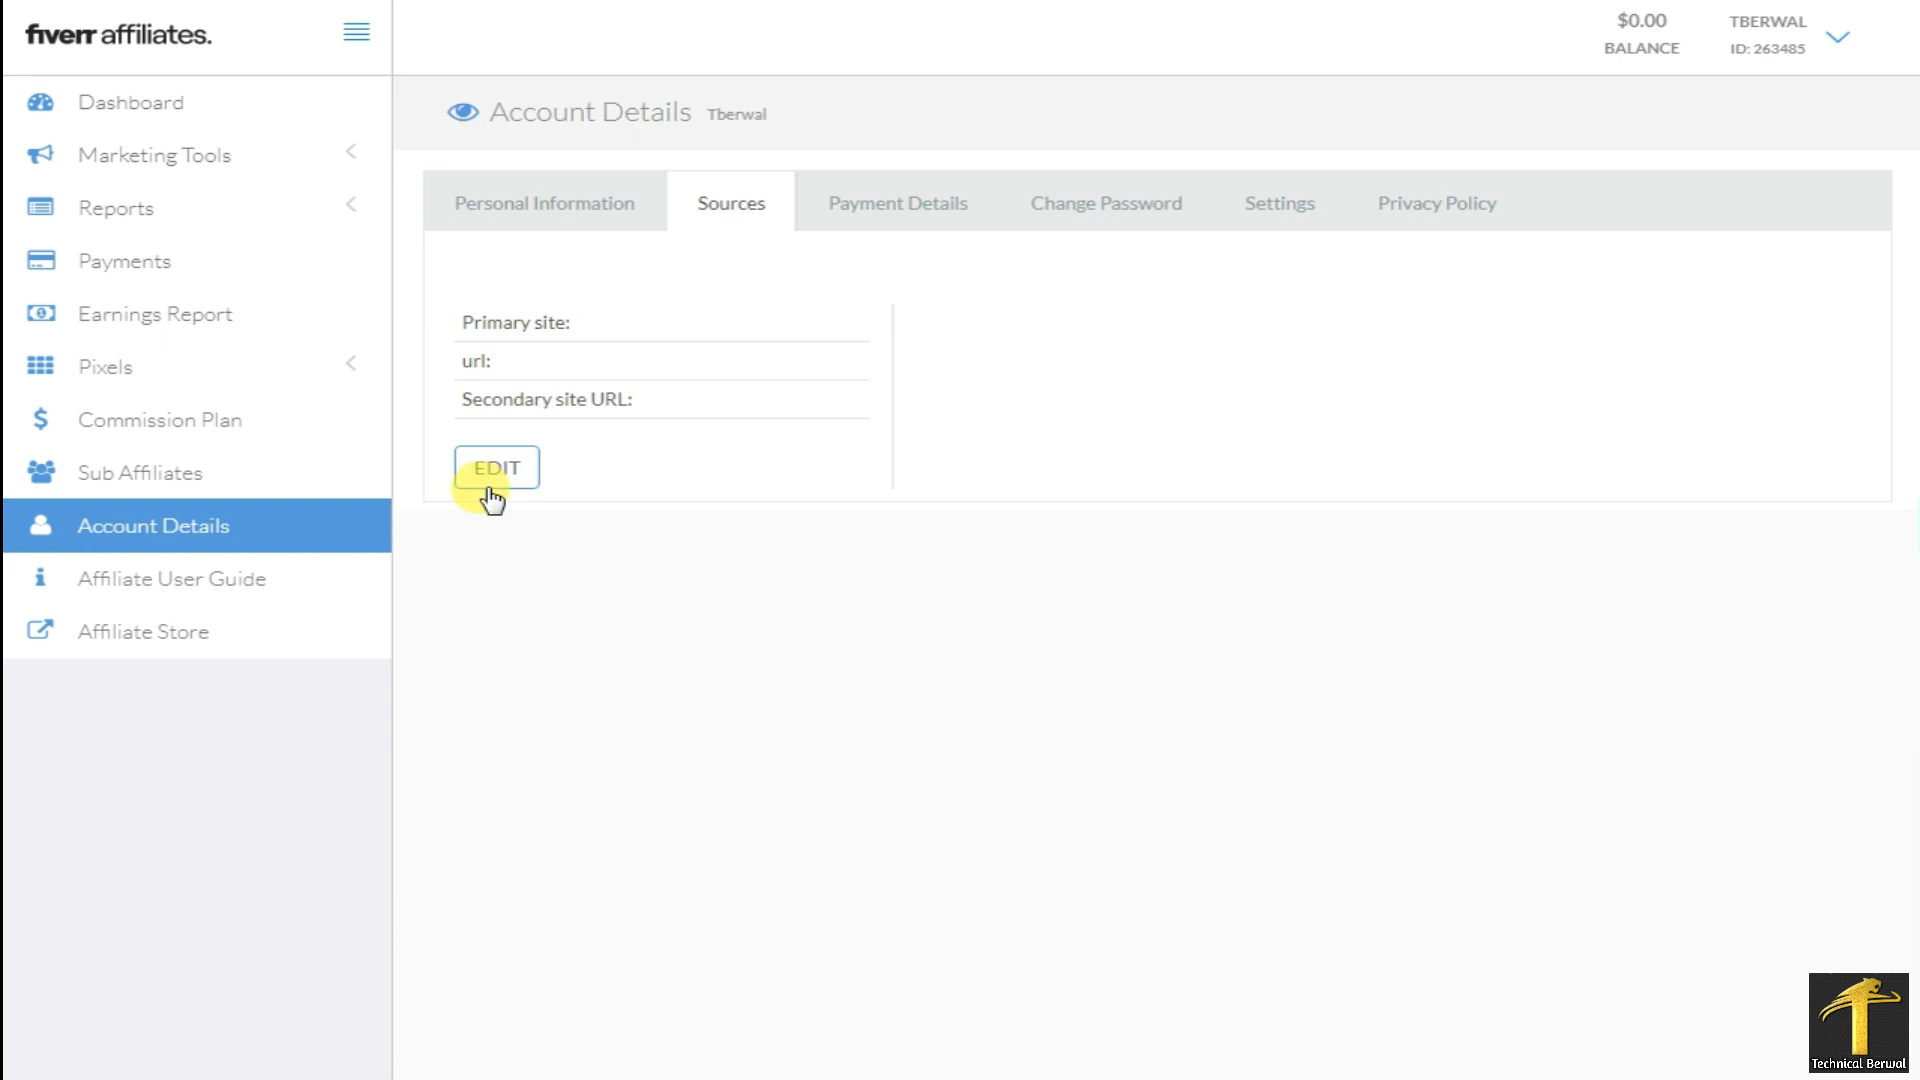 fiverr affiliates.
$0.00
BALANCE
TBERWAL
ID: 263485
Dashboard
Marketing Tools
Reports
Payments
Earnings Report
Pixels
Commission Plan
Sub Affiliates
Account Details
Affiliate User Guide
Affiliate Store
Account Details Tberwal
Personal Information Sources Payment Details Change Password Settings Privacy Policy
Primary site:
url:
Secondary site URL:
EDIT
Technical Berwal